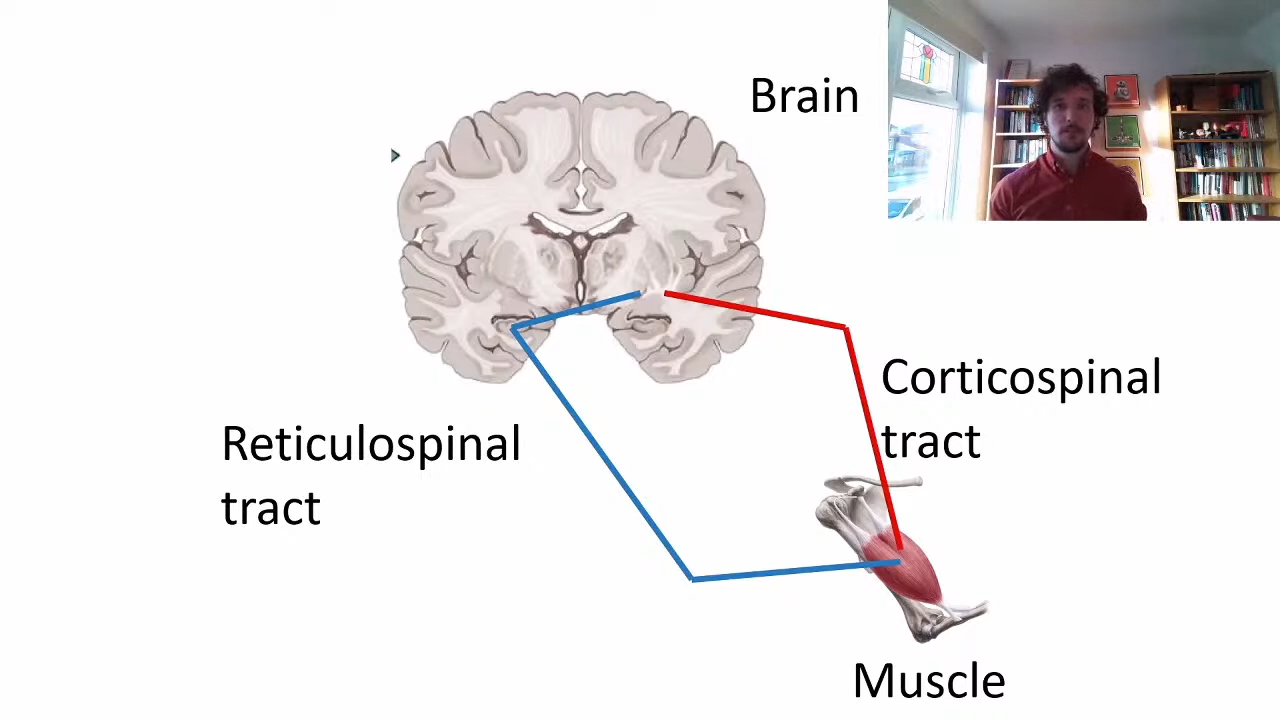 Brain
Corticospinal
tract
Reticulospinal
tract
Muscle